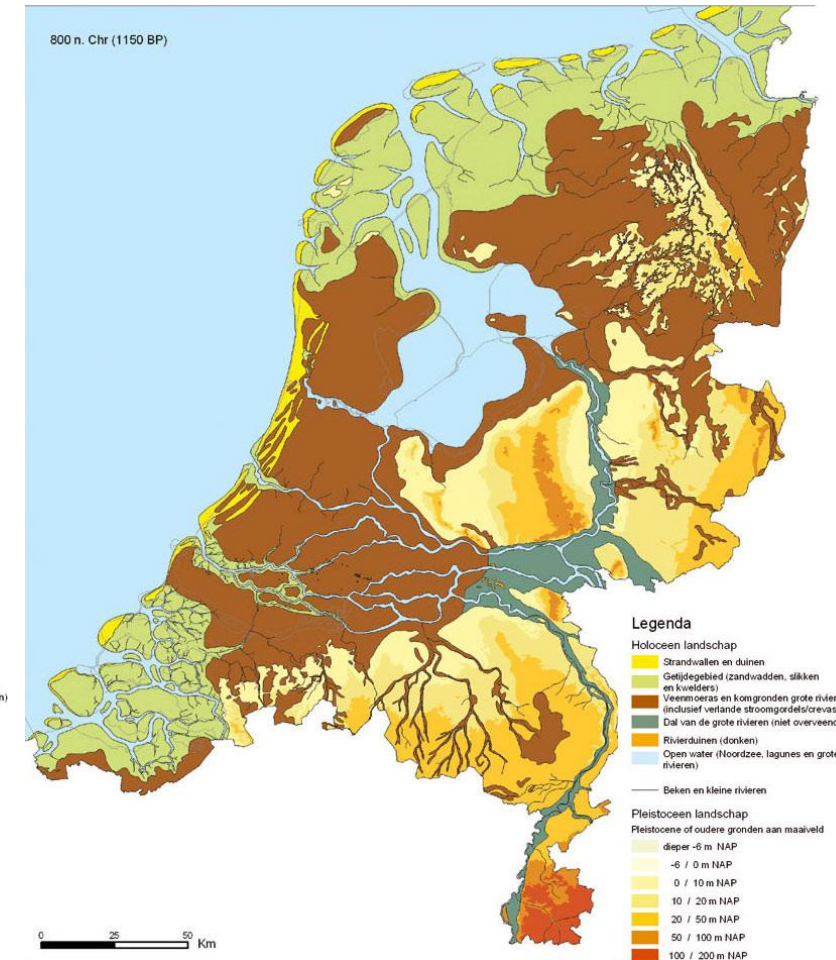 800 n. Chr (1150 BP)
n)
Legenda
Holoceen landschap
Strandwallen en duinen
Getijdegebied (zandwadden, slikken
en kwelders)
Veenmoeras en komgronden grote rivier
(inclusief verlande stroomgordels/crevas
Dal van de grote rivieren (niet overveend
Rivierduinen (donken)
Open water (Noordzee, lagunes en grote
rivieren)
Beken en kleine rivieren
Pleistoceen landschap
Pleistocene of oudere gronden aan maaiveld
dieper -6 m NAP
-6 / 0 m NAP
0 / 10 m NAP
10 / 20 m NAP
20 / 50 m NAP
50 / 100 m NAP
100 / 200 m NAP
0 25 50 Km